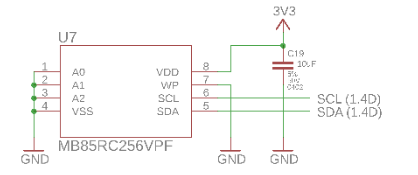 3V3
U7
C19
10uF
1 A0 VDD 8
2 A1 WP 7
3 A2 SCL 6 SCL (1.4D)
4 VSS SDA 5 SDA (1.4D)
MB85RC256VPF
GND GND GND